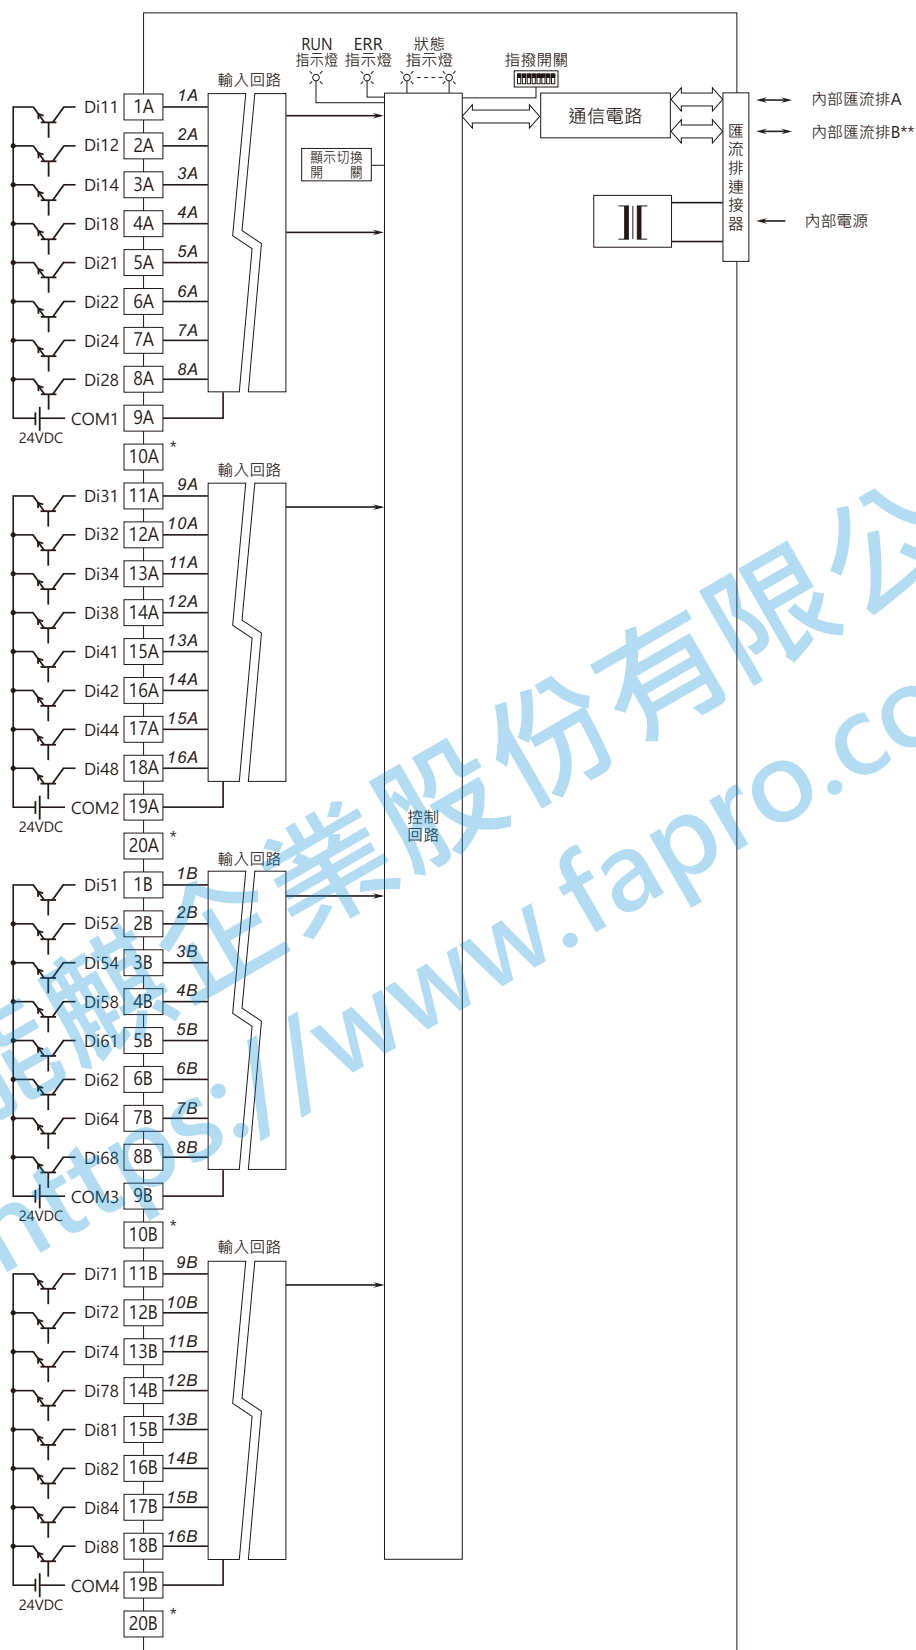 RUN
指示燈
ERR
指示燈
狀態
指示燈
指撥開關
輸入回路
Di11 1A 1A
Di12 2A 2A
Di14 3A 3A
Di18 4A 4A
Di21 5A 5A
Di22 6A 6A
Di24 7A 7A
Di28 8A 8A
COM1 9A
24VDC
10A *
顯示切換
開 關
通信電路
匯流排連接器
內部匯流排A
內部匯流排B**
內部電源
輸入回路
Di31 11A 9A
Di32 12A 10A
Di34 13A 11A
Di38 14A 12A
Di41 15A 13A
Di42 16A 14A
Di44 17A 15A
Di48 18A 16A
COM2 19A
24VDC
20A *
控制
回路
輸入回路
Di51 1B 1B
Di52 2B 2B
Di54 3B 3B
Di58 4B 4B
Di61 5B 5B
Di62 6B 6B
Di64 7B 7B
Di68 8B 8B
COM3 9B
24VDC
10B *
輸入回路
Di71 11B 9B
Di72 12B 10B
Di74 13B 11B
Di78 14B 12B
Di81 15B 13B
Di82 16B 14B
Di84 17B 15B
Di88 18B 16B
COM4 19B
24VDC
20B *
麒企業股份有限公
https://www.fapro.co